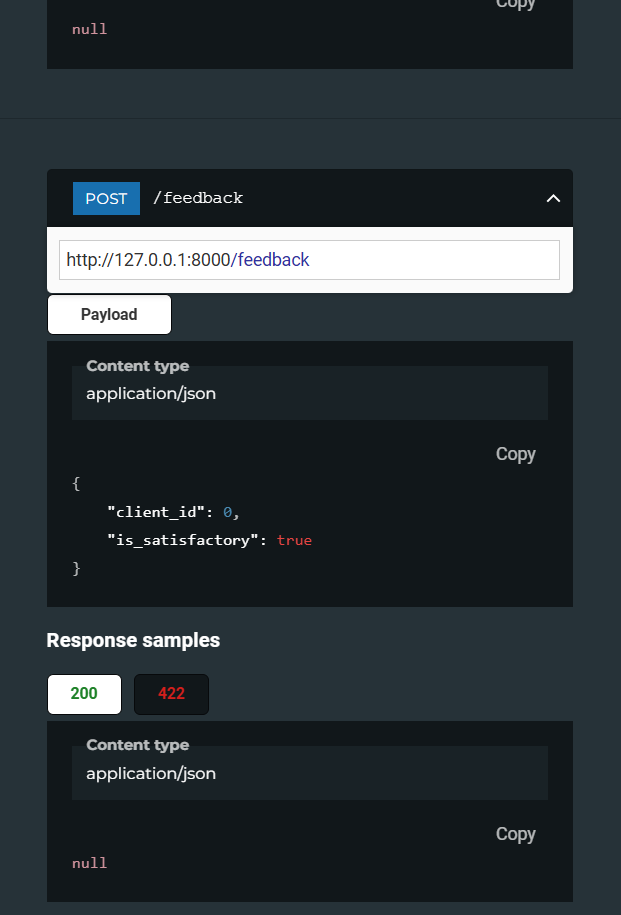 Copy
null
POST /feedback
http://127.0.0.1:8000/feedback
Payload
Content type
application/json
Copy
{
"client_id": 0,
"is_satisfactory": true
}
Response samples
200 422
Content type
application/json
Copy
null